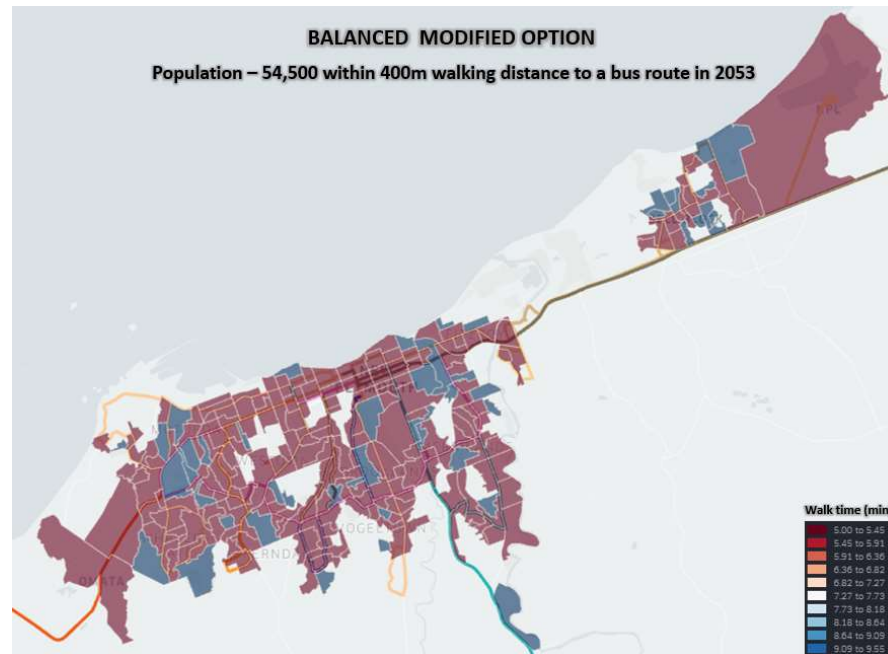 BALANCED MODIFIED OPTION
Population – 54,500 within 400m walking distance to a bus route in 2053
OMATA
Walk time (min
5.00 to 5.45
5.45 to 5.91
5.91 to 6.36
6.36 to 6.82
6.82 to 7.27
7.27 to 7.73
7.73 to 8.18
8.18 to 8.64
8.64 to 9.09
9.09 to 9.55